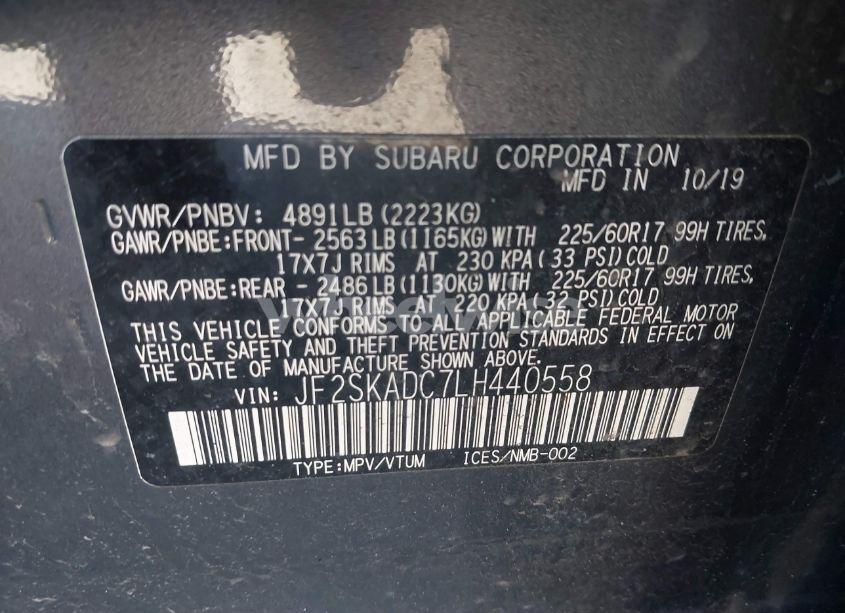 MFD BY SUBARU CORPORATION
MFD IN 10/19
GVWR/PNBV: 4891LB (2223KG)
GAWR/PNBE:FRONT- 2563LB (1165KG) WITH 225/60R17 99H TIRES,
17X7J RIMS AT 230 KPA ( 33 PSI) COLD
GAWR/PNBE:REAR - 2486LB (1130KG) WITH 225/60R17 99H TIRES,
17X7J RIMS AT 220 KPA (32 PSI) COLD
THIS VEHICLE CONFORMS TO ALL APPLICABLE FEDERAL MOTOR
VEHICLE SAFETY AND THEFT PREVENTION STANDARDS IN EFFECT ON
THE DATE OF MANUFACTURE SHOWN ABOVE.
VIN: JF2SKADC7LH440558
TYPE:MPV/VTUM ICES/NMB-002